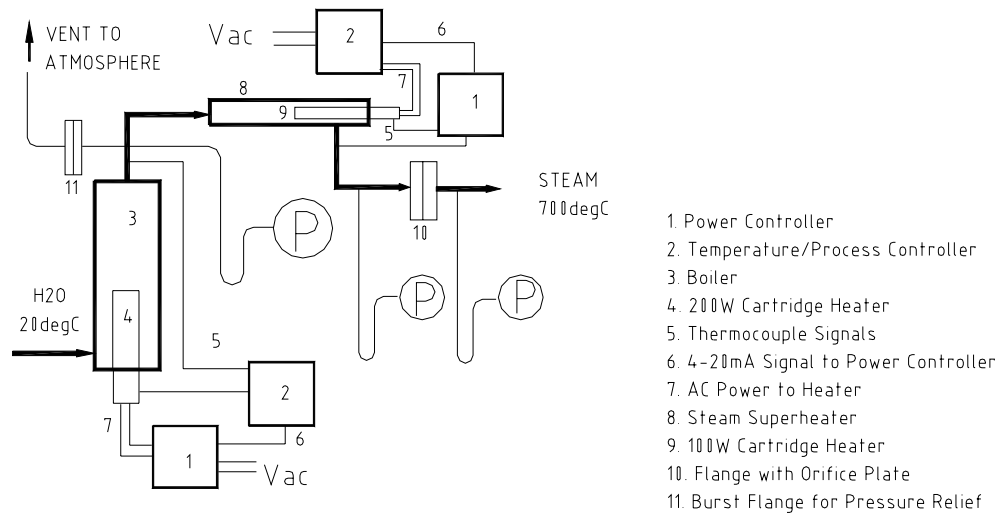 VENT TO
ATMOSPHERE
Vac
2
6
7
1
8
9
5
11
3
P
10
STEAM
700degC
H2O
20degC
4
P
P
5
2
7
6
1
Vac
1. Power Controller
2. Temperature/Process Controller
3. Boiler
4. 200W Cartridge Heater
5. Thermocouple Signals
6. 4-20mA Signal to Power Controller
7. AC Power to Heater
8. Steam Superheater
9. 100W Cartridge Heater
10. Flange with Orifice Plate
11. Burst Flange for Pressure Relief